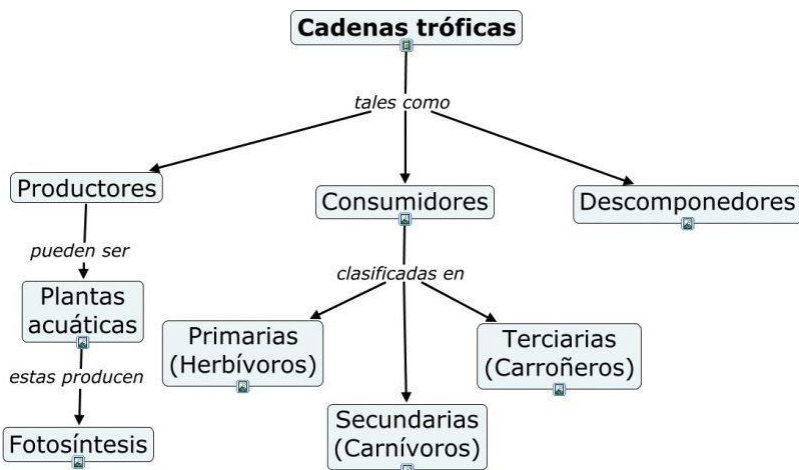 Cadenas tróficas
tales como
Productores
Consumidores
Descomponedores
pueden ser
clasificadas en
Plantas
acuáticas
Primarias
(Herbívoros)
Terciarias
(Carroñeros)
estas producen
Secundarias
(Carnívoros)
Fotosíntesis